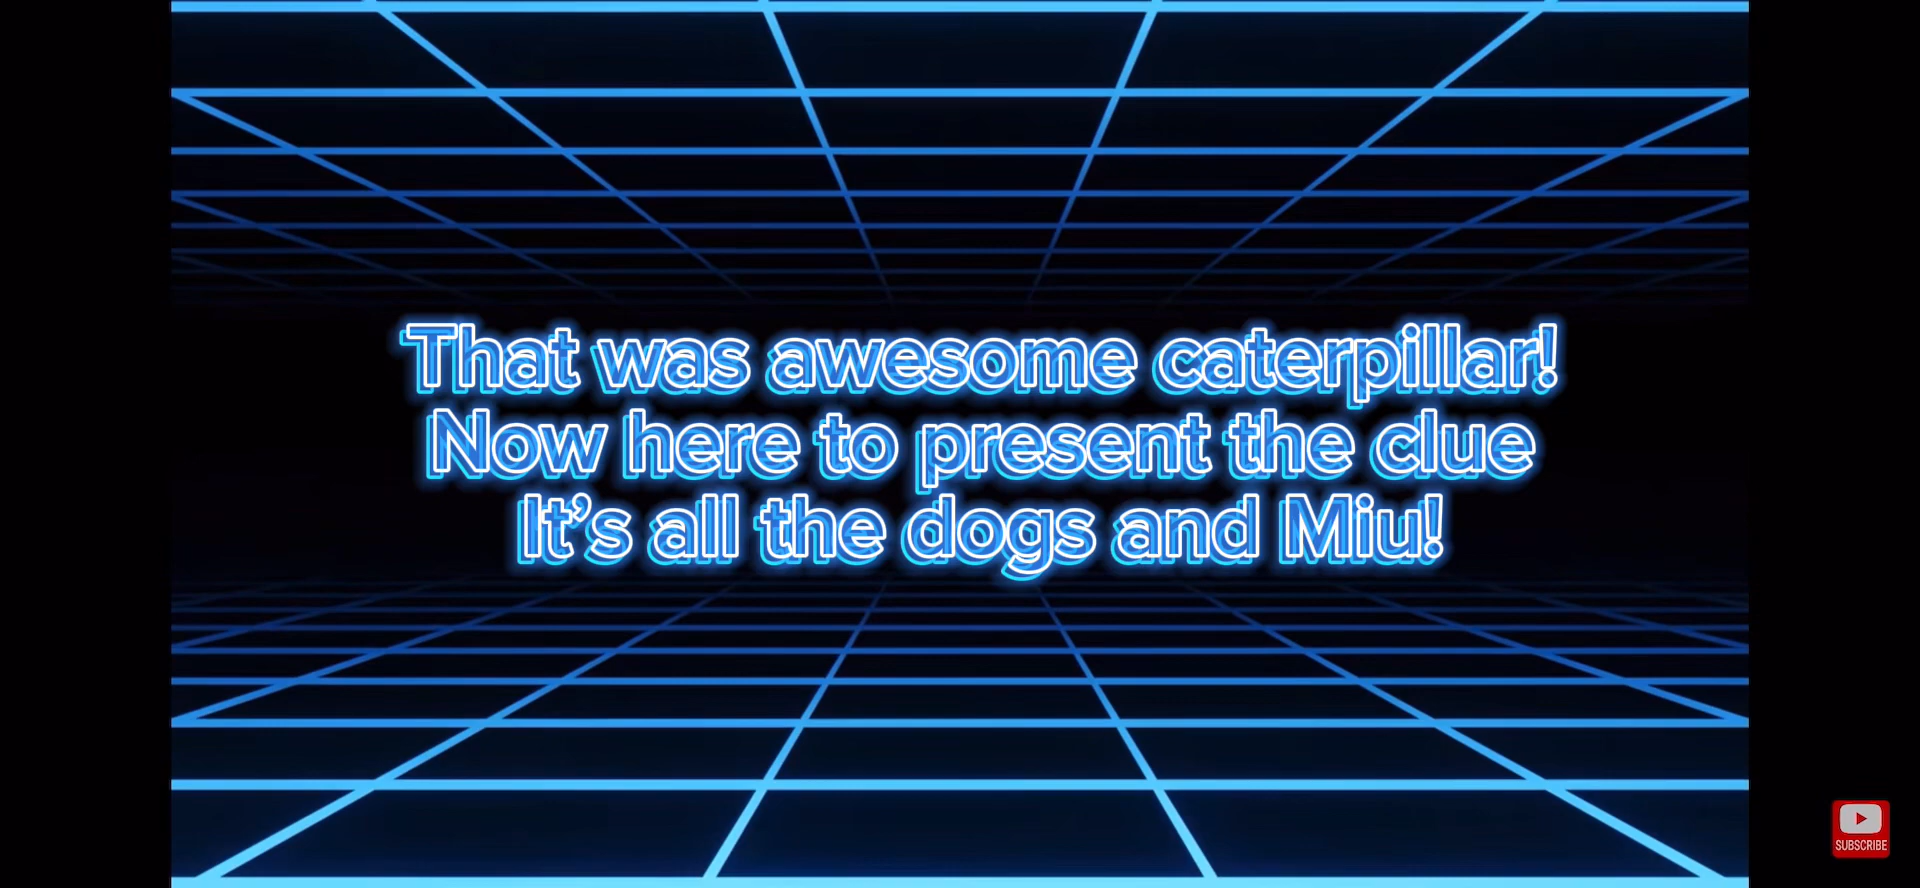 That was awesome caterpillar!
Now here to present the clue
It’s all the dogs and Miu!
SUBSCRIBE